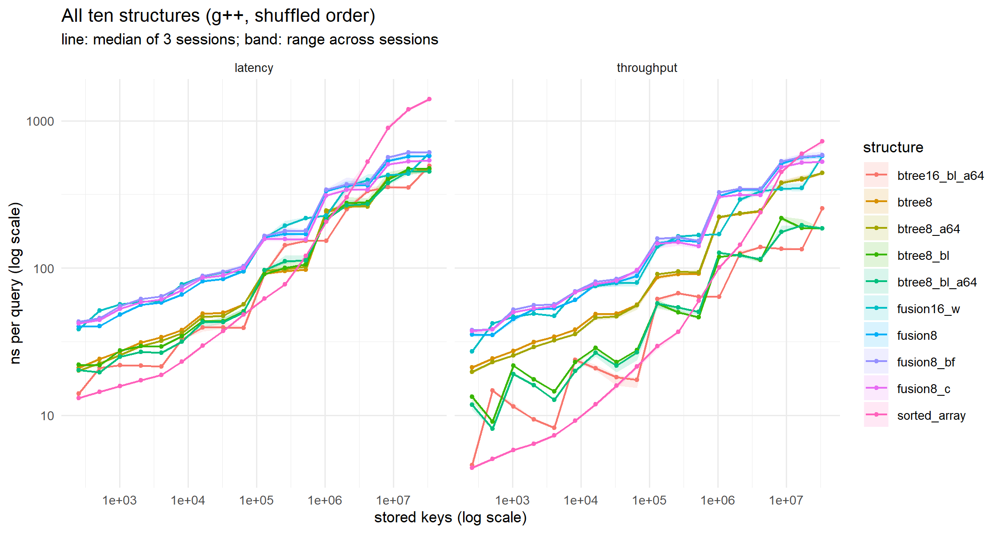 All ten structures (g++, shuffled order)
line: median of 3 sessions; band: range across sessions
latency
throughput
ns per query (log scale)
1000
100
10
1e+03 1e+04 1e+05 1e+06 1e+07
1e+03 1e+04 1e+05 1e+06 1e+07
stored keys (log scale)
structure
btree16_bl_a64
btree8
btree8_a64
btree8_bl
btree8_bl_a64
fusion16_w
fusion8
fusion8_bf
fusion8_c
sorted_array